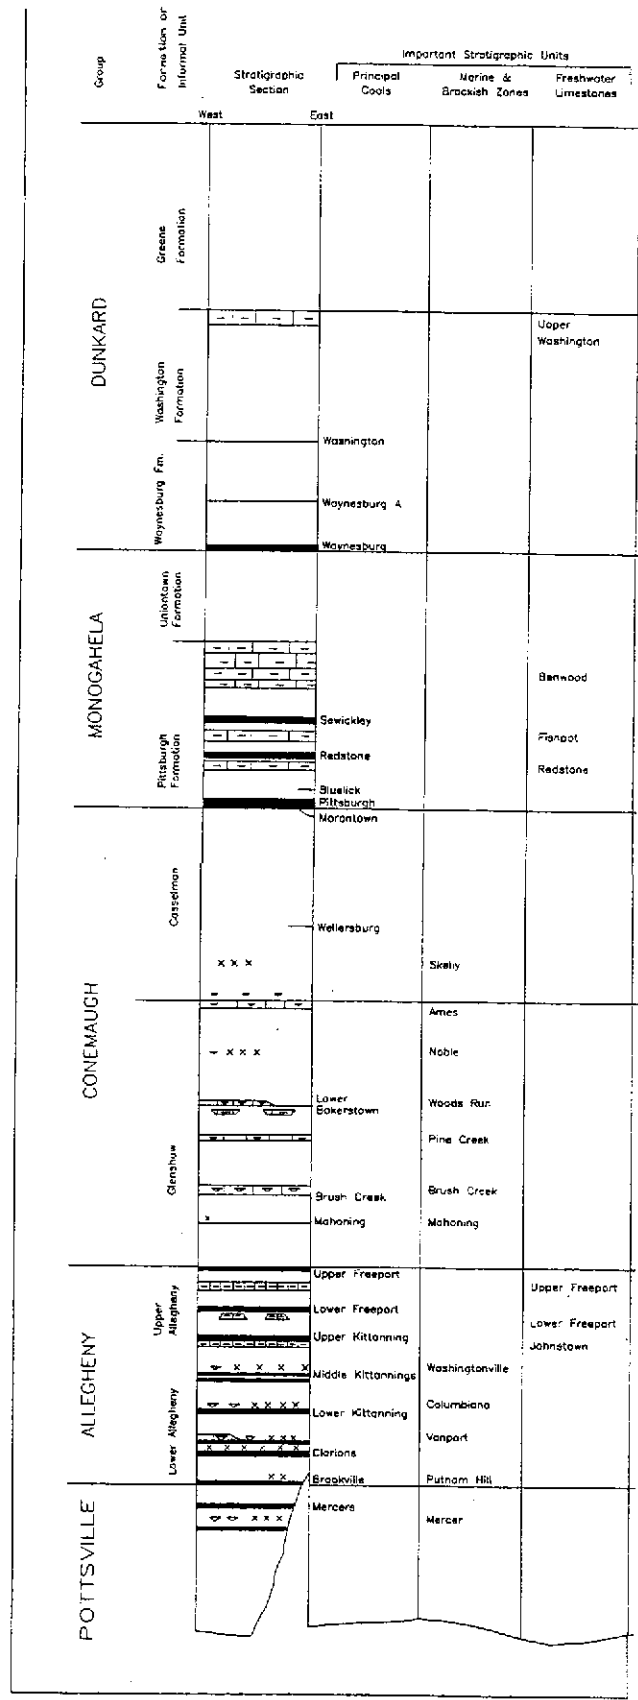 Group
Formation or
Informal Unit
Stratigraphic
Section
Important Stratigraphic Units
Principal
Coals
Marine &
Brackish Zones
Freshwater
Limestones
West
East
DUNKARD
Greene
Formation
Upper
Washington
Washington
Formation
Washington
Waynesburg Fm.
Waynesburg A
Waynesburg
MONOGAHELA
Uniontown
Formation
Benwood
Sewickley
Fishpot
Pittsburgh
Formation
Redstone
Redstone
Bluelick
Pittsburgh
Morantown
CONEMAUGH
Casselman
Wellersburg
Skelly
Ames
Noble
Glenshaw
Lower
Bakerstown
Woods Run
Pine Creek
Brush Creek
Brush Creek
Mahoning
Mahoning
ALLEGHENY
Upper
Allegheny
Upper Freeport
Upper Freeport
Lower Freeport
Lower Freeport
Upper Kittanning
Johnstown
Middle Kittannings
Washingtonville
Lower Allegheny
Lower Kittanning
Columbiana
Vanport
Clarions
Brookville
Putnam Hill
POTTSVILLE
Mercers
Mercer